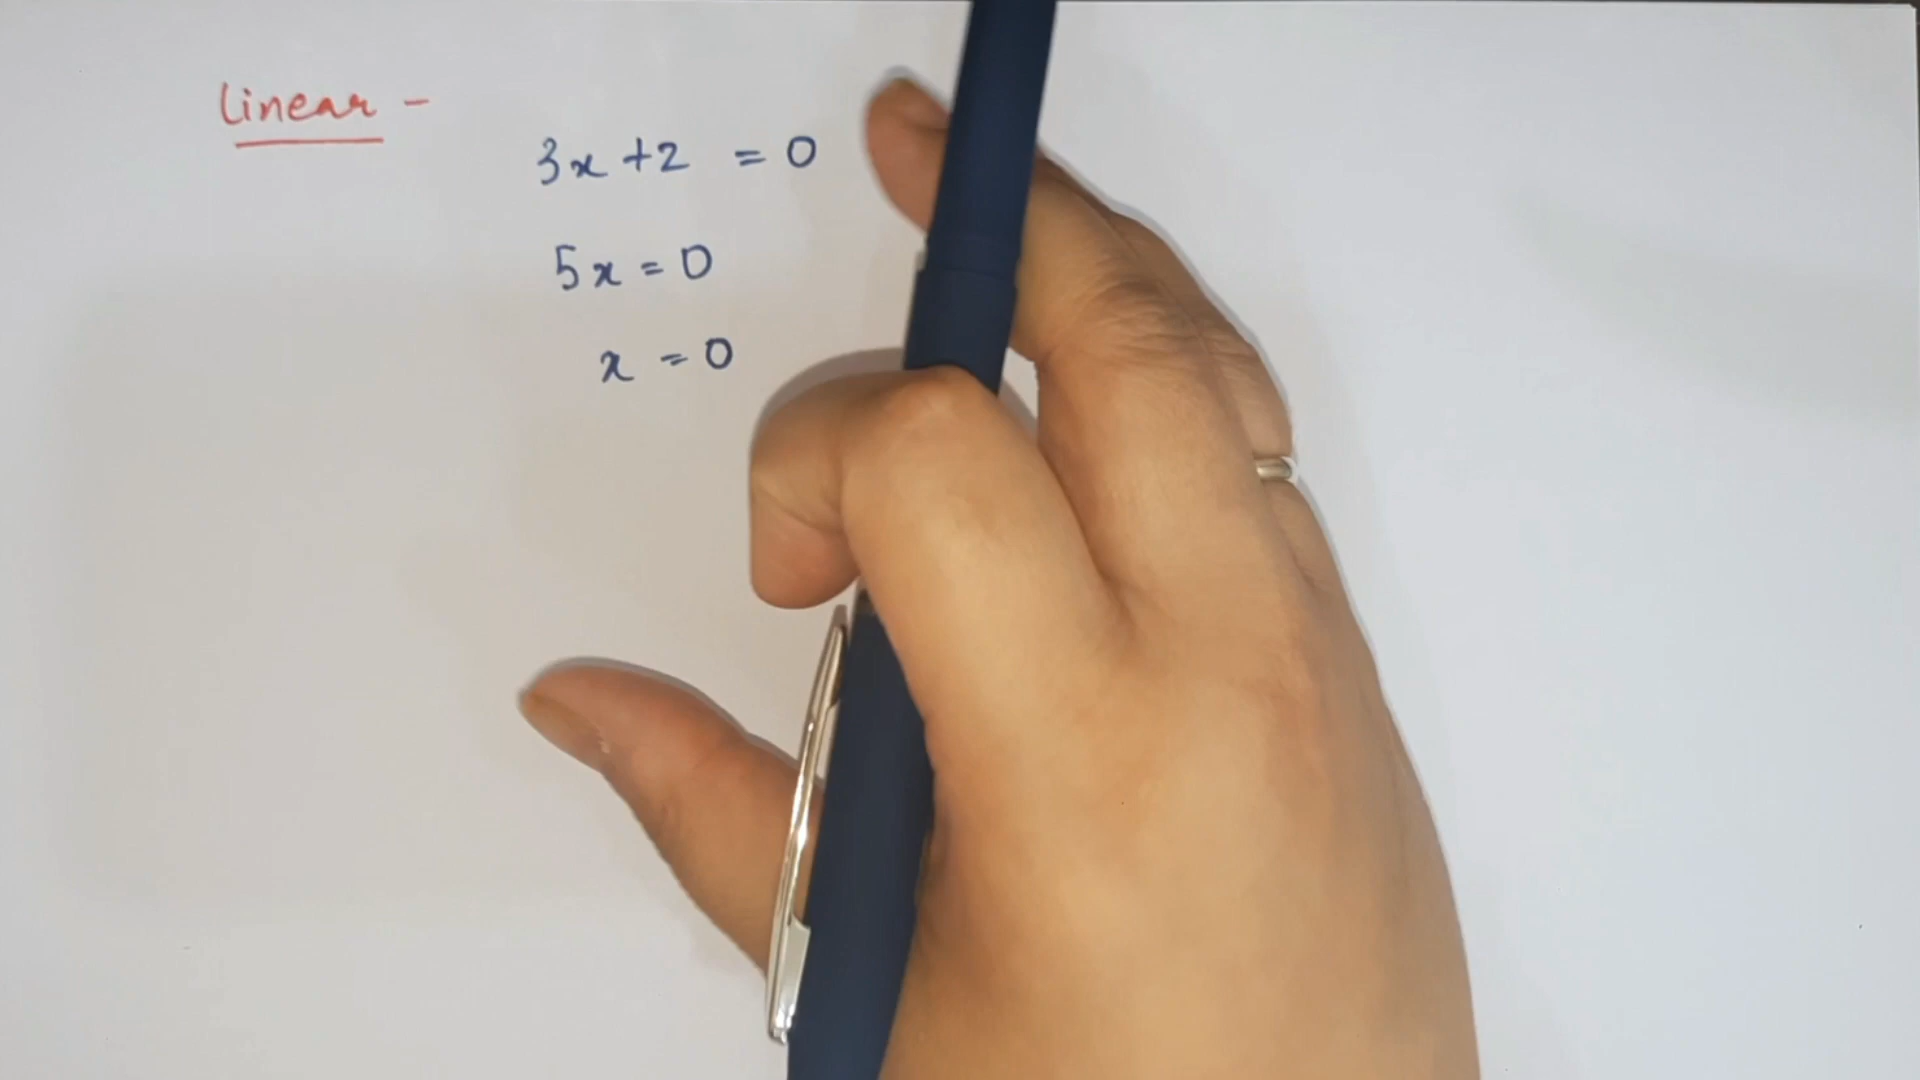 Linear -
3x + 2 = 0
5x = 0
x = 0